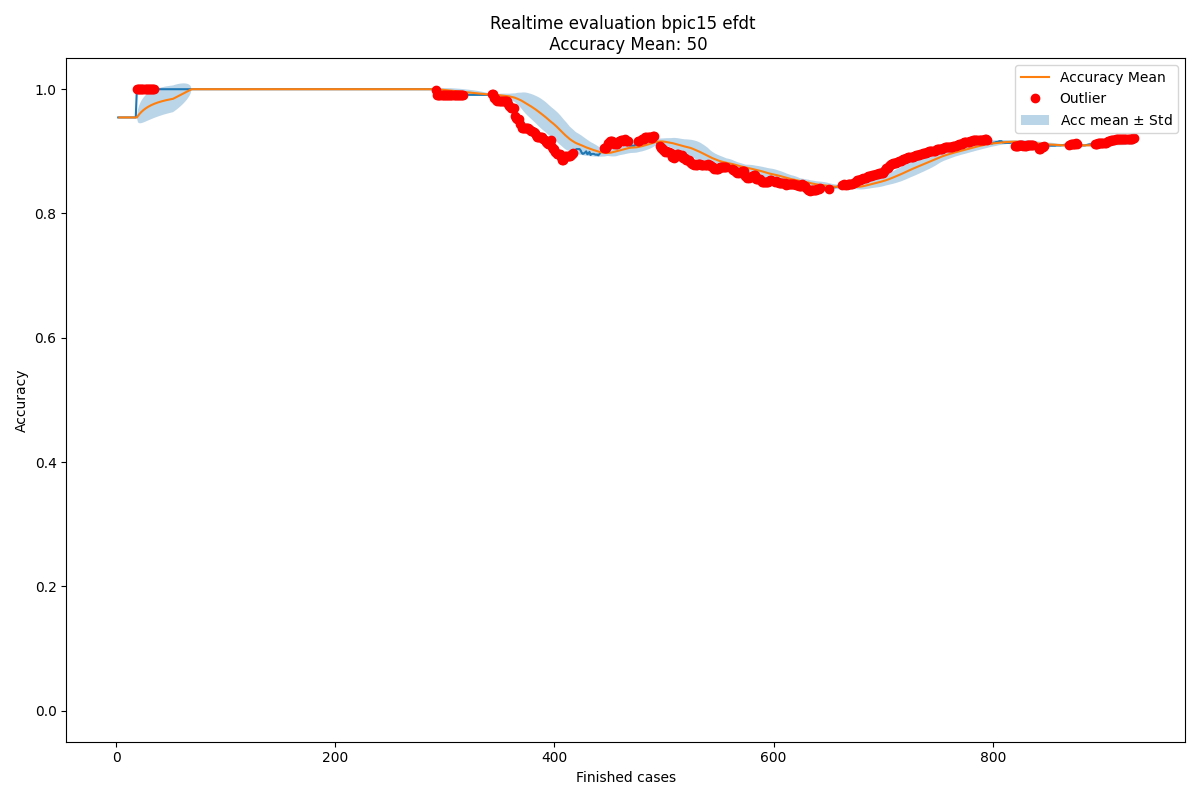 Realtime evaluation bpic15 efdt
Accuracy Mean: 50
Accuracy Mean
Outlier
Acc mean ± Std
1.0
0.8
0.6
0.4
0.2
0.0
Accuracy
0
200
400
600
800
Finished cases